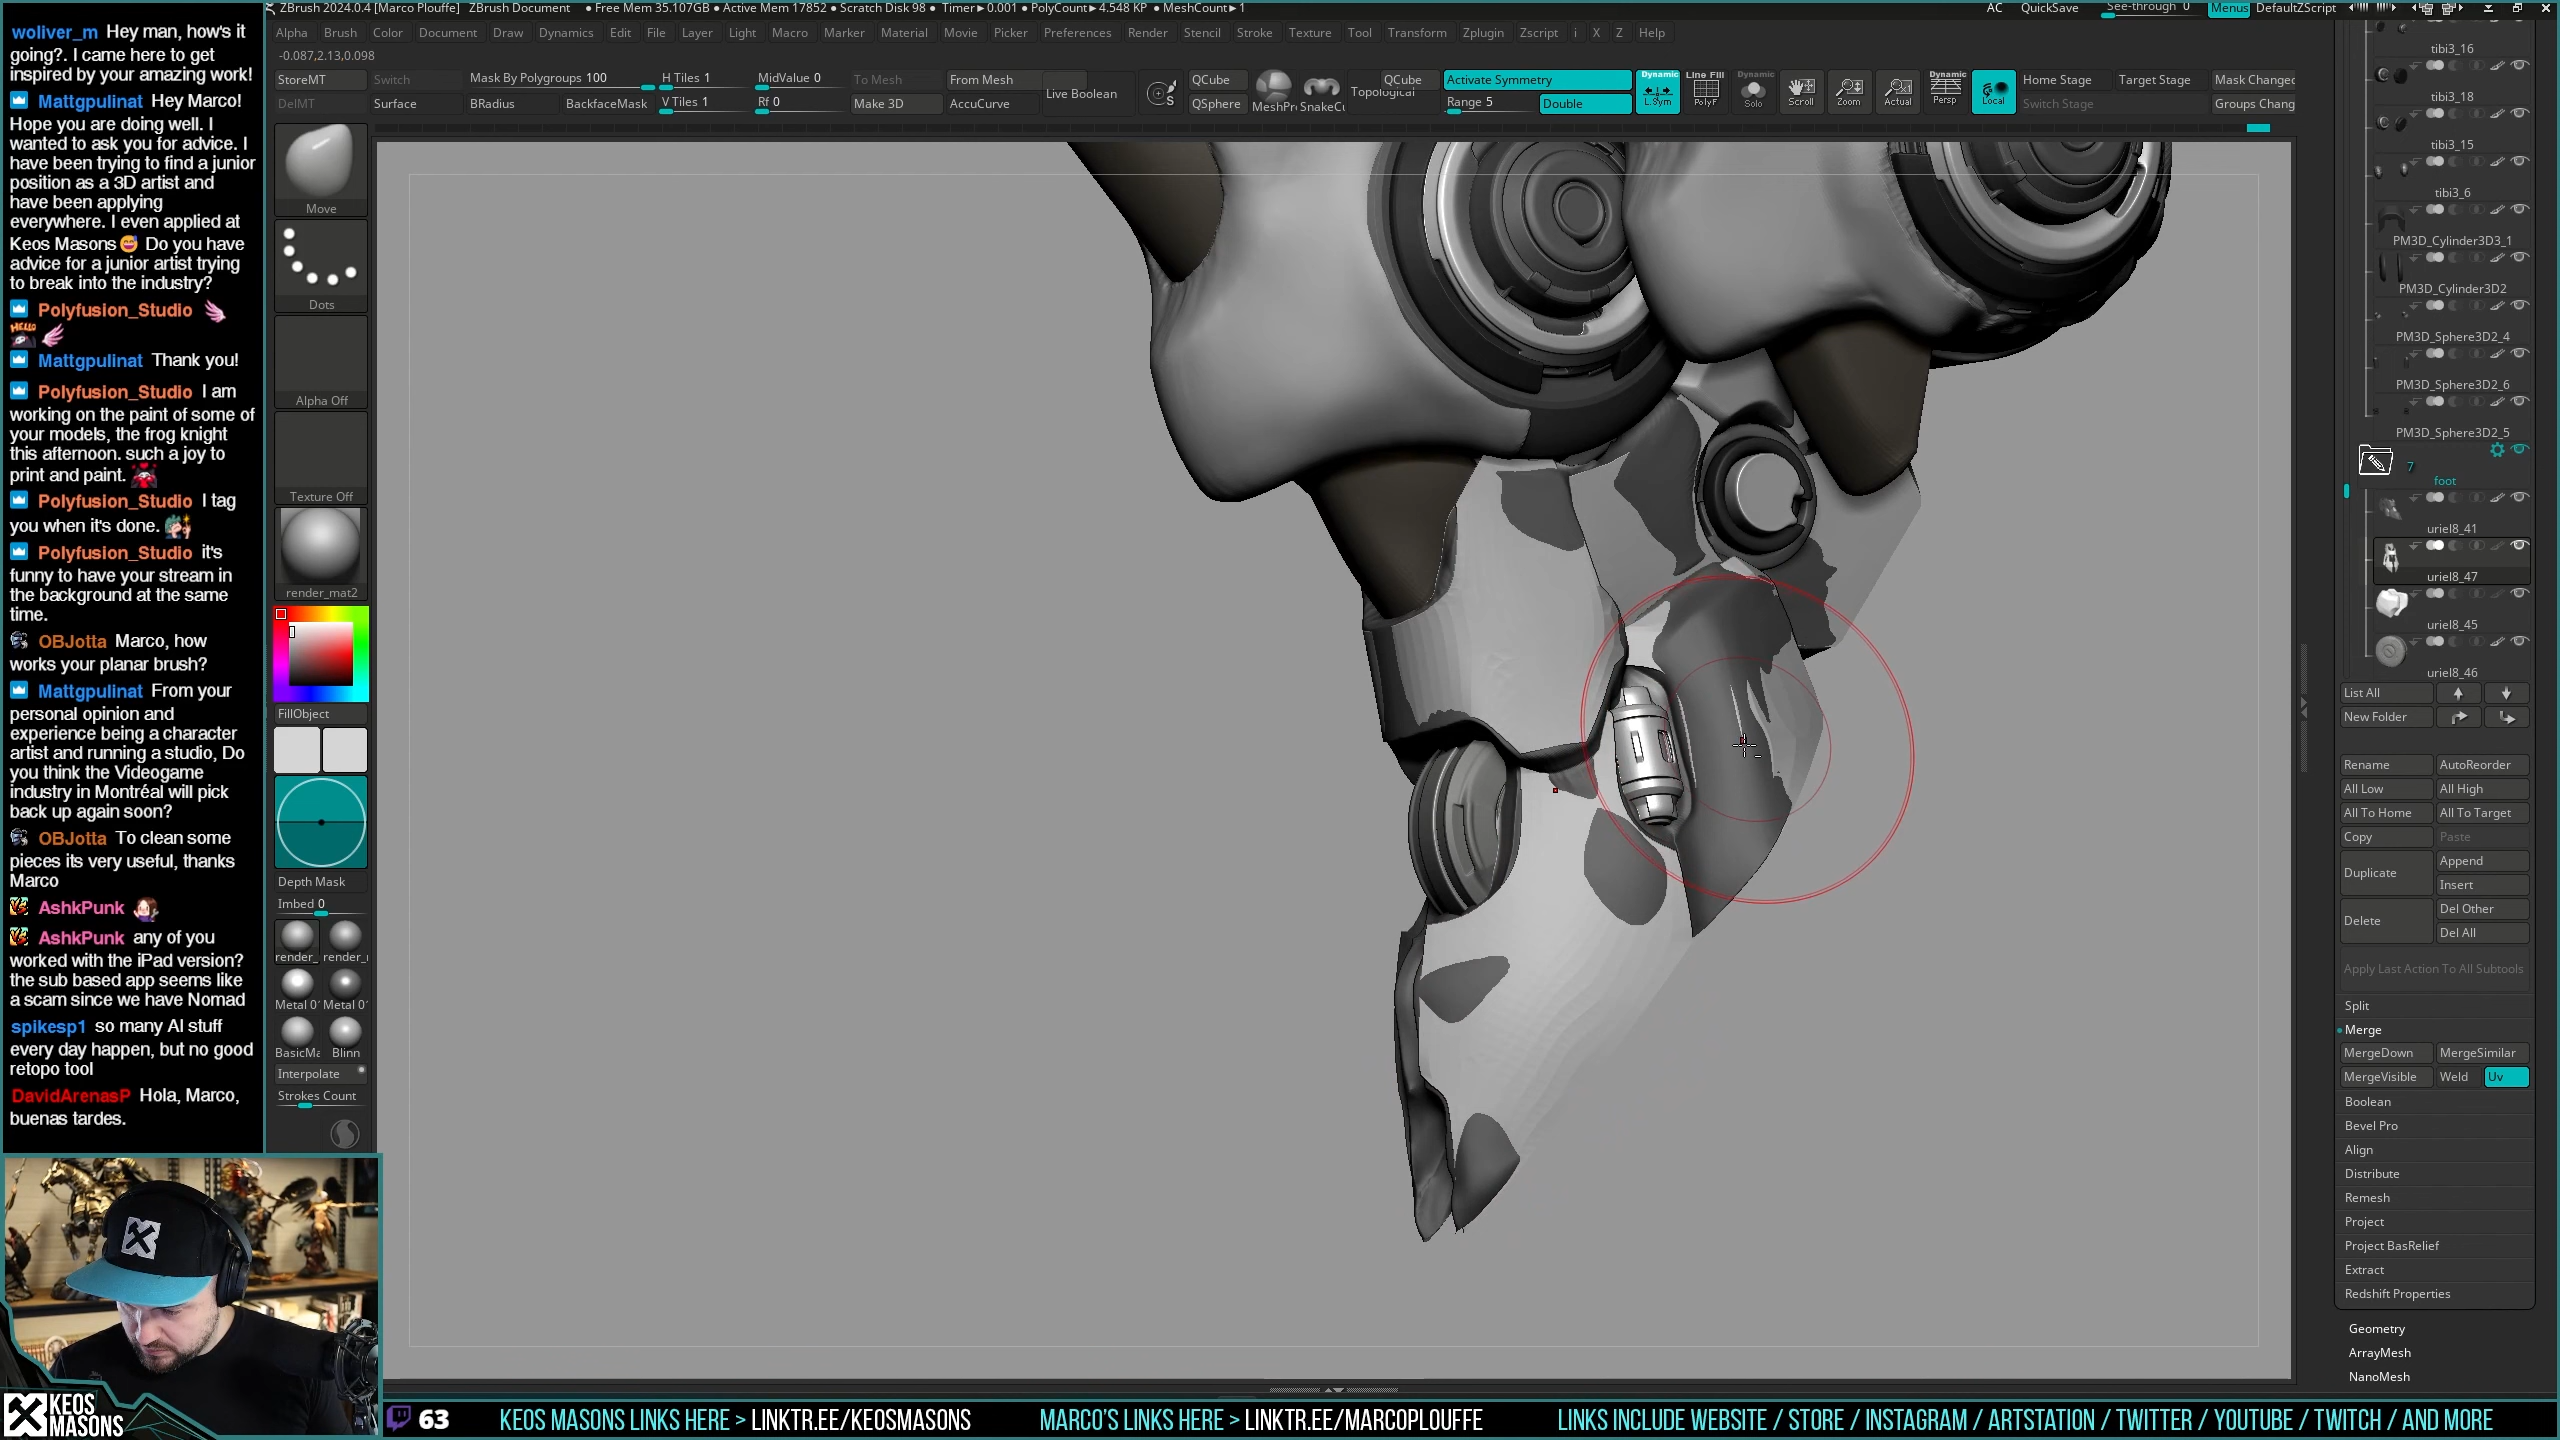 ZBrush 2024.0.4 [Marco Plouffe] ZBrush Document ● Free Mem 35.107GB ● Active Mem 17852 ● Scratch Disk 98 ● Timer▸0.001 ● PolyCount▸4.548 KP ● MeshCount▸1
AC QuickSave See-through 0 Menus DefaultZScript
Alpha Brush Color Document Draw Dynamics Edit File Layer Light Macro Marker Material Movie Picker Preferences Render Stencil Stroke Texture Tool Transform Zplugin Zscript i X Z Help
-0.087,2.13,0.098
StoreMT Switch Mask By Polygroups 100 H Tiles 1 MidValue 0 To Mesh From Mesh
DelMT Surface BRadius BackfaceMask V Tiles 1 Rf 0 Make 3D AccuCurve
Live Boolean
QCube
QSphere
QCube
Topological
Activate Symmetry
Range 5 Double
Dynamic
L.Sym
Line Fill
PolyF
Dynamic
Solo
Scroll
Zoom
Actual
Dynamic
Persp
Local
Home Stage Target Stage Mask Changed
Switch Stage
woliver_m Hey man, how's it
going?. I came here to get
inspired by your amazing work!
Mattgpulinat Hey Marco!
Hope you are doing well. I
wanted to ask you for advice. I
have been trying to find a junior
position as a 3D artist and
have been applying
everywhere. I even applied at
Keos Masons Do you have
advice for a junior artist trying
to break into the industry?
Polyfusion_Studio
HELLO
Mattgpulinat Thank you!
Polyfusion_Studio I am
working on the paint of some of
your models, the frog knight
this afternoon. such a joy to
print and paint.
Polyfusion_Studio I tag
you when it's done.
Polyfusion_Studio it's
funny to have your stream in
the background at the same
time.
OBJotta Marco, how
works your planar brush?
Mattgpulinat From your
personal opinion and
experience being a character
artist and running a studio, Do
you think the Videogame
industry in Montréal will pick
back up again soon?
OBJotta To clean some
pieces its very useful, thanks
Marco
AshkPunk
AshkPunk any of you
worked with the iPad version?
the sub based app seems like
a scam since we have Nomad
spikesp1 so many AI stuff
every day happen, but no good
retopo tool
DavidArenasP Hola, Marco,
buenas tardes.
Move
Dots
Alpha Off
Texture Off
render_mat2
FillObject
Depth Mask
Imbed 0
render_
Metal 0
Metal 0
BasicMa Blinn
Interpolate
Strokes Count
tibi3_16
tibi3_18
tibi3_15
tibi3_6
PM3D_Cylinder3D3_1
PM3D_Cylinder3D2
PM3D_Sphere3D2_4
PM3D_Sphere3D2_6
PM3D_Sphere3D2_5
7
foot
uriel8_41
uriel8_47
uriel8_45
uriel8_46
List All
New Folder
Rename AutoReorder
All Low All High
All To Home All To Target
Copy Paste
Duplicate Append
Insert
Delete Del Other
Del All
Apply Last Action To All Subtools
Split
Merge
MergeDown MergeSimilar
MergeVisible Weld Uv
Boolean
Bevel Pro
Align
Distribute
Remesh
Project
Project BasRelief
Extract
Redshift Properties
Geometry
ArrayMesh
NanoMesh
KEOS
MASONS
63 KEOS MASONS LINKS HERE > LINKTR.EE/KEOSMASONS MARCO'S LINKS HERE > LINKTR.EE/MARCOPLOUFFE LINKS INCLUDE WEBSITE / STORE / INSTAGRAM / ARTSTATION / TWITTER / YOUTUBE / TWITCH / AND MORE